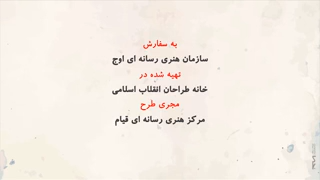 به سفارش
سازمان هنری رسانه ای اوج
تهیه شده در
خانه طراحان انقلاب اسلامی
مجری طرح
مرکز هنری رسانه ای قیام